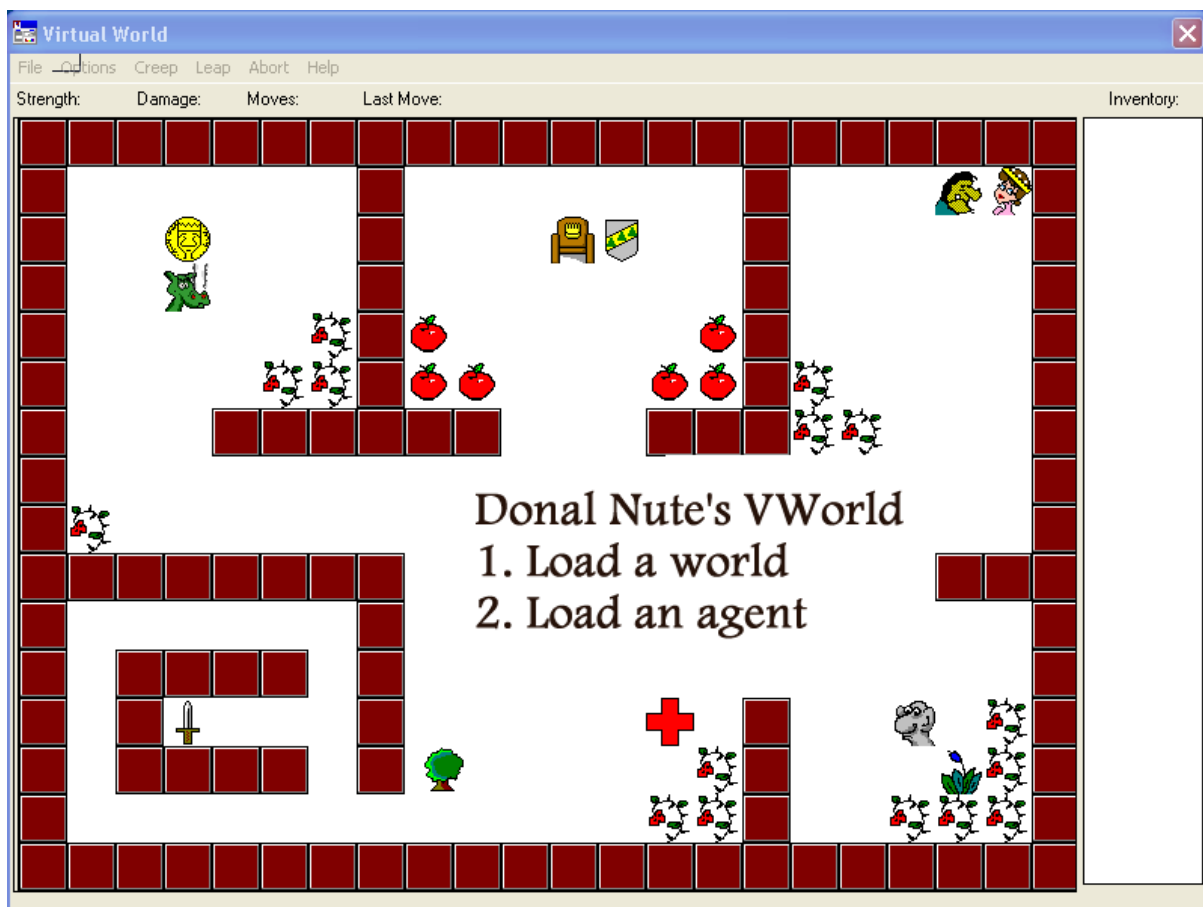 Virtual World
File Options Creep Leap Abort Help
Strength: Damage: Moves: Last Move: Inventory:
Donal Nute's VWorld
1. Load a world
2. Load an agent